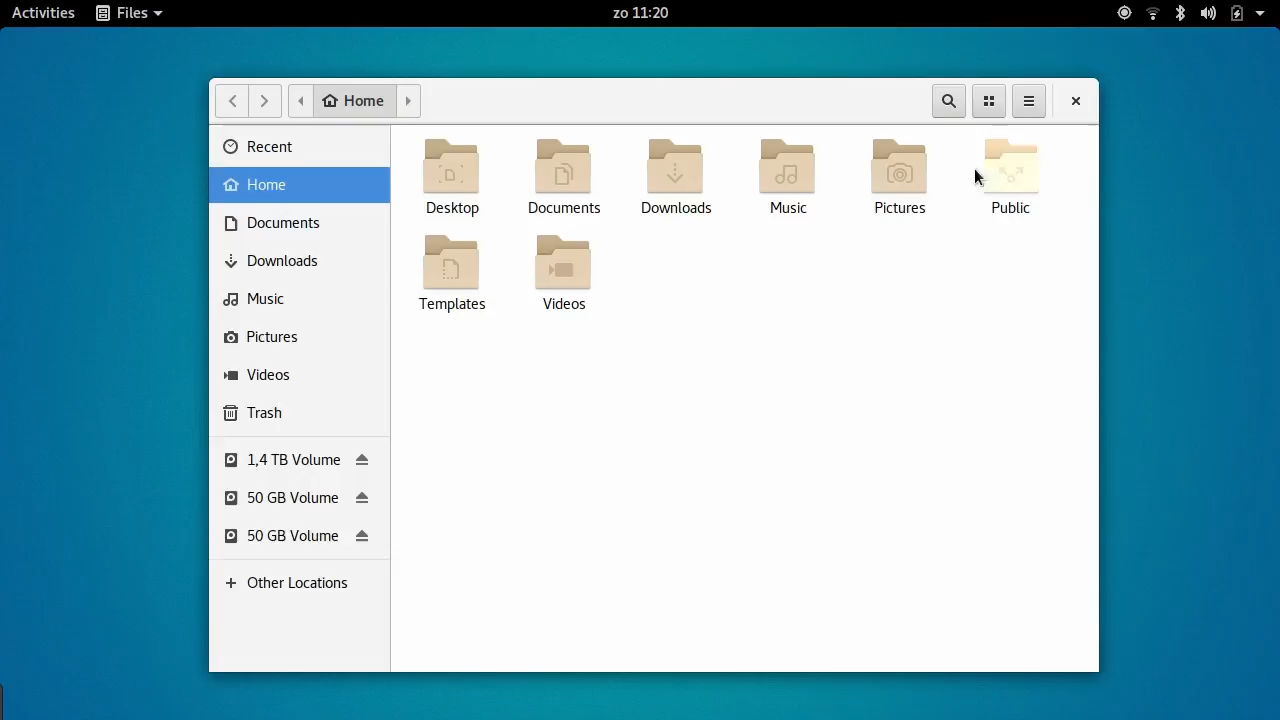 Activities Files zo 11:20
Home
Recent
Home
Documents
Downloads
Music
Pictures
Videos
Trash
1,4 TB Volume
50 GB Volume
50 GB Volume
Other Locations
Desktop Documents Downloads Music Pictures Public
Templates Videos